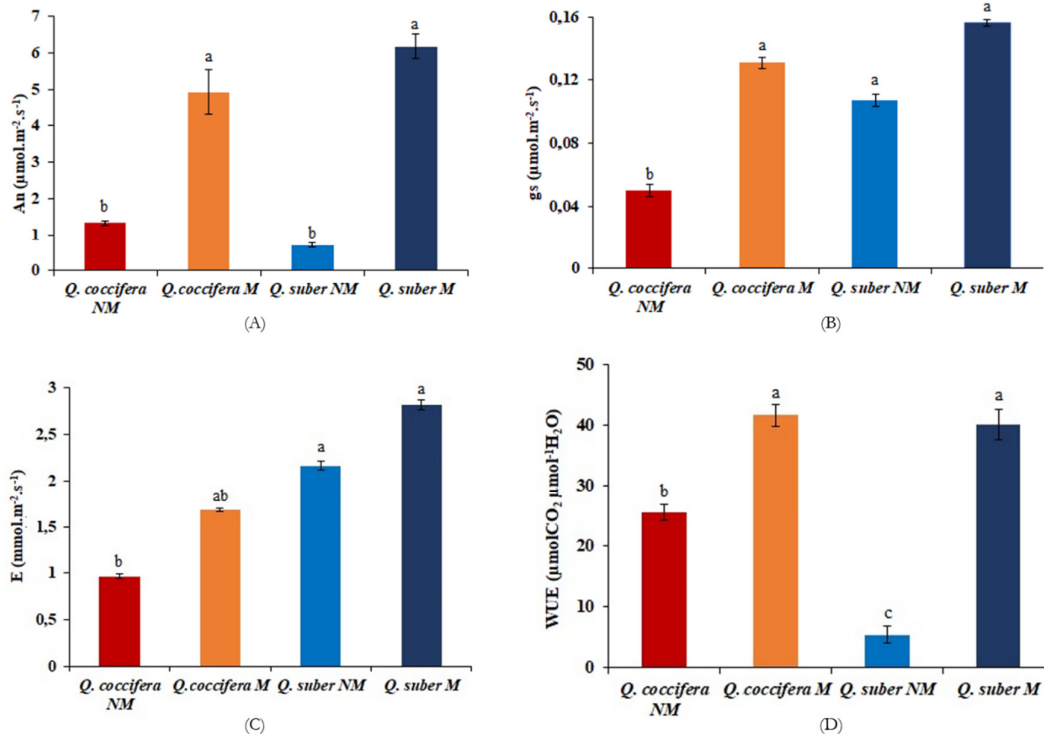 7
6
5
4
3
2
1
0
An (µmol.m⁻².s⁻¹)
b
a
b
a
Q. coccifera NM
Q.coccifera M
Q. suber NM
Q. suber M
(A)
0,16
0,12
0,08
0,04
0
gs (µmol.m⁻².s⁻¹)
b
a
a
a
Q. coccifera NM
Q.coccifera M
Q. suber NM
Q. suber M
(B)
3
2,5
2
1,5
1
0,5
0
E (mmol.m⁻².s⁻¹)
b
ab
a
a
Q. coccifera NM
Q.coccifera M
Q. suber NM
Q. suber M
(C)
50
40
30
20
10
0
WUE (µmolCO₂ µmol⁻¹H₂O)
b
a
c
a
Q. coccifera NM
Q.coccifera M
Q. suber NM
Q. suber M
(D)